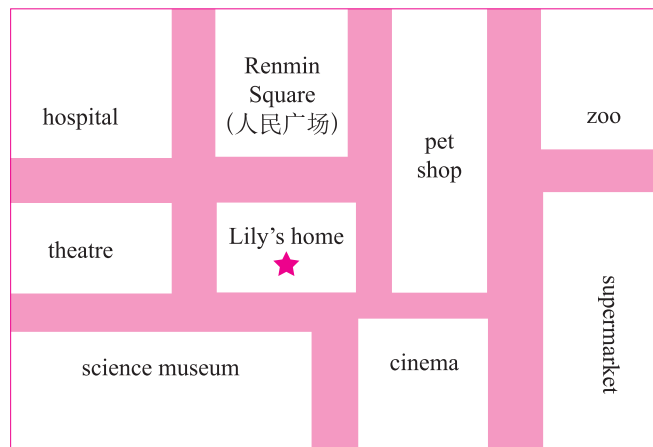 hospital
Renmin
Square
(人民广场)
pet
shop
zoo
theatre
Lily's home
supermarket
science museum
cinema